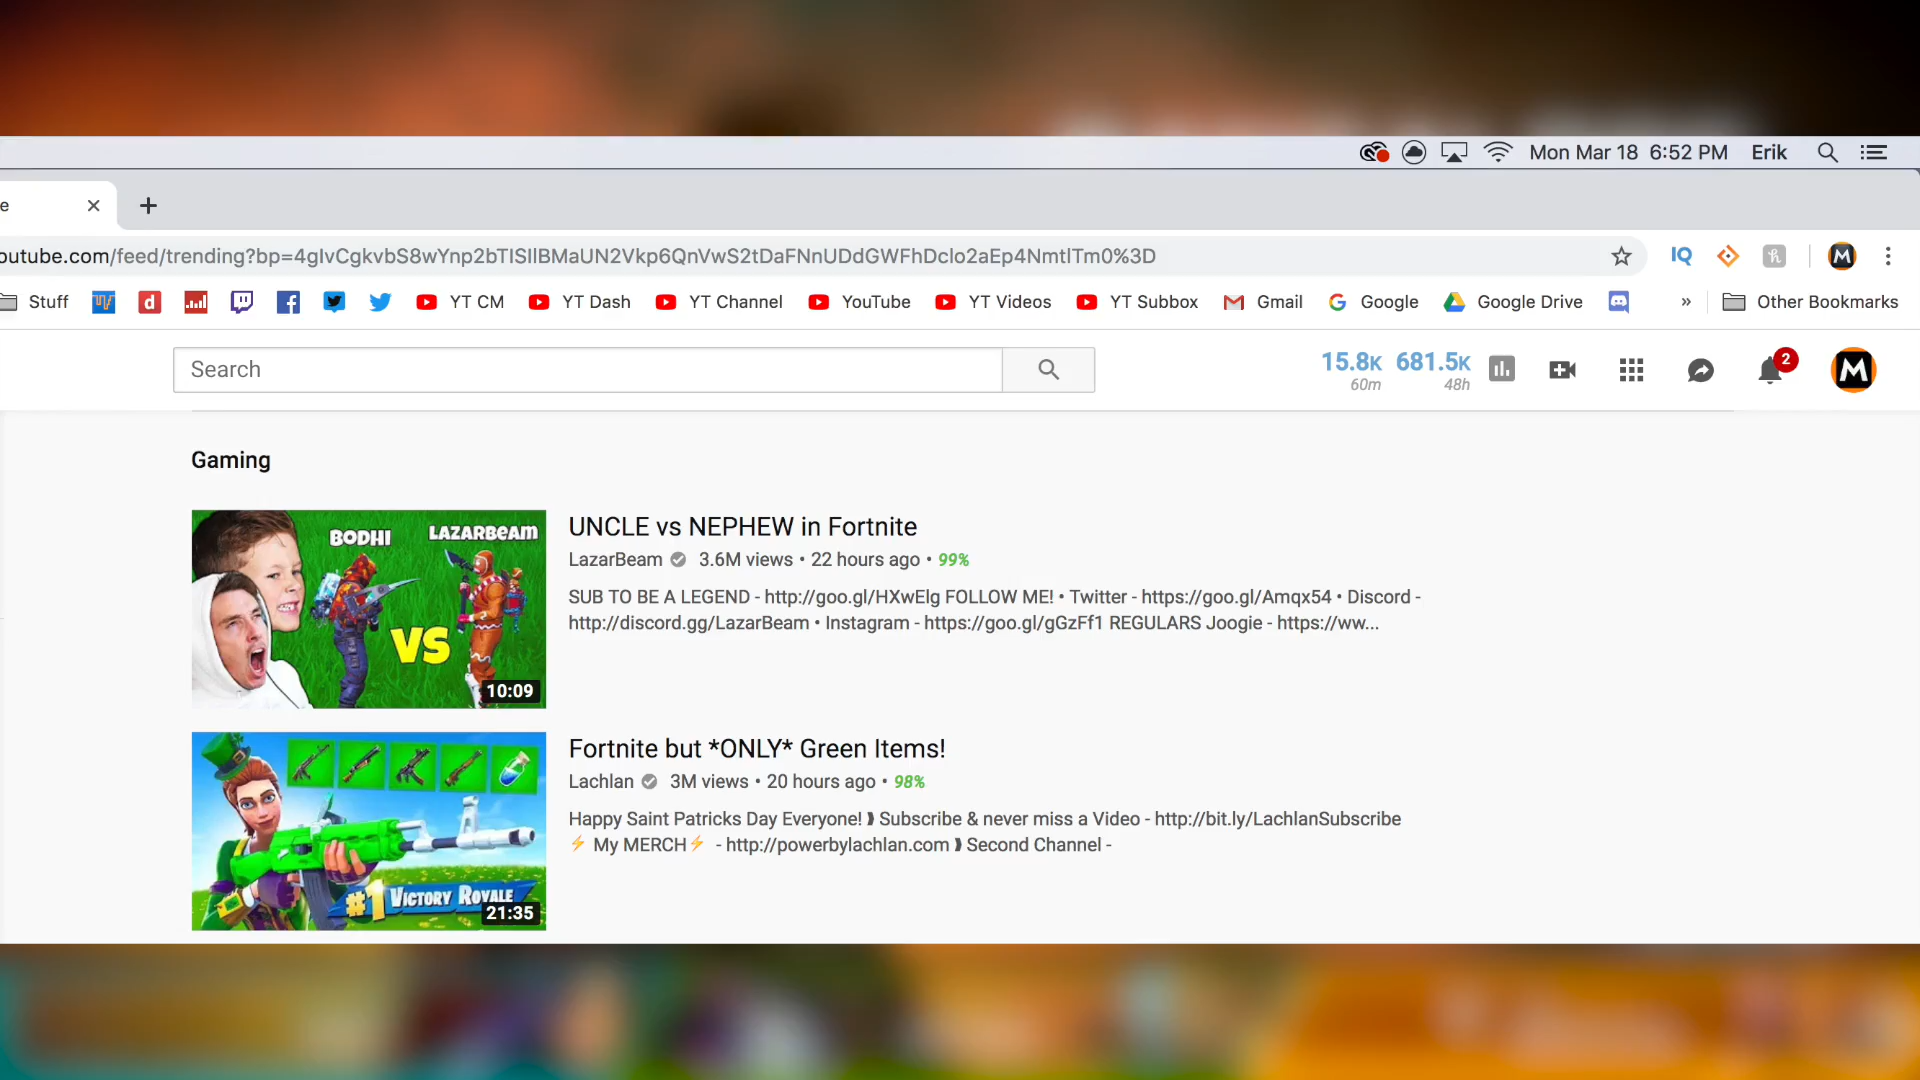 Mon Mar 18 6:52 PM Erik
e
outube.com/feed/trending?bp=4gIvCgkvbS8wYnp2bTISIlBMaUN2Vkp6QnVwS2tDaFNnUDdGWFhDclo2aEp4NmtlTm0%3D
IQ h M
Stuff d YT CM YT Dash YT Channel YouTube YT Videos YT Subbox Gmail Google Google Drive » Other Bookmarks
Search
15.8K 681.5K
60m 48h
2
M
Gaming
BODHI LAZARBEAM
VS
10:09
UNCLE vs NEPHEW in Fortnite
LazarBeam 3.6M views • 22 hours ago • 99%
SUB TO BE A LEGEND - http://goo.gl/HXwElg FOLLOW ME! • Twitter - https://goo.gl/Amqx54 • Discord -
http://discord.gg/LazarBeam • Instagram - https://goo.gl/gGzFf1 REGULARS Joogie - https://ww...
#1 VICTORY ROYALE
21:35
Fortnite but *ONLY* Green Items!
Lachlan 3M views • 20 hours ago • 98%
Happy Saint Patricks Day Everyone! ❱ Subscribe & never miss a Video - http://bit.ly/LachlanSubscribe
⚡ My MERCH⚡ - http://powerbylachlan.com ❱ Second Channel -